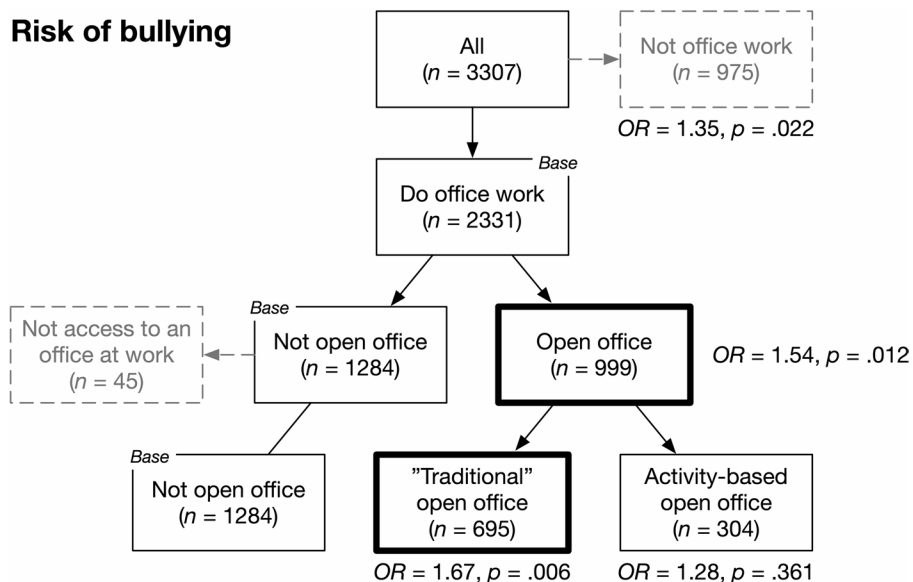 Risk of bullying
All
(n = 3307)
Not office work
(n = 975)
OR = 1.35, p = .022
Base
Do office work
(n = 2331)
Not access to an
office at work
(n = 45)
Base
Not open office
(n = 1284)
Open office
(n = 999)
OR = 1.54, p = .012
Base
Not open office
(n = 1284)
”Traditional”
open office
(n = 695)
OR = 1.67, p = .006
Activity-based
open office
(n = 304)
OR = 1.28, p = .361